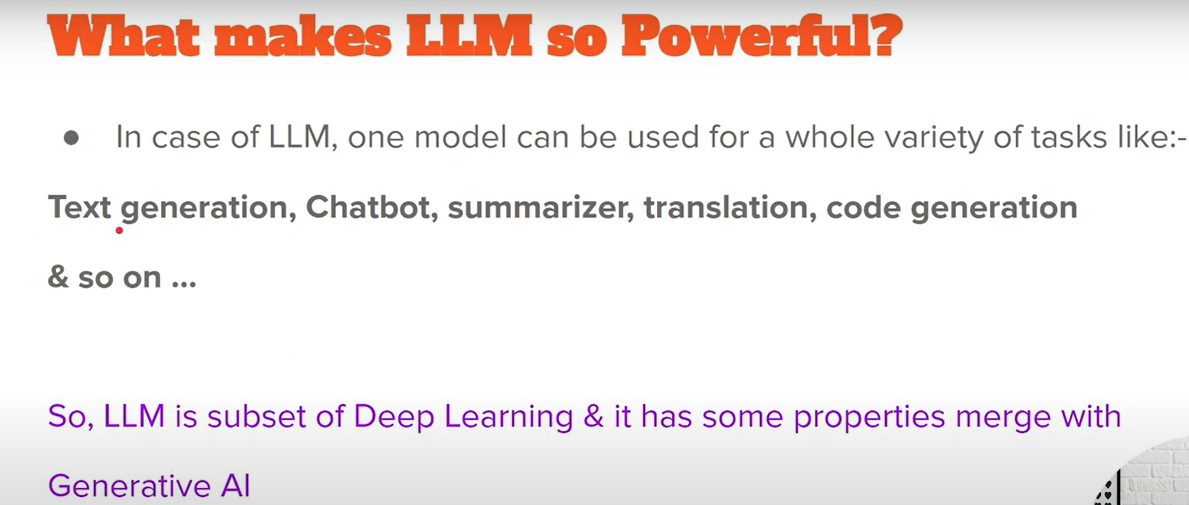 What makes LLM so Powerful?
● In case of LLM, one model can be used for a whole variety of tasks like:-
Text generation, Chatbot, summarizer, translation, code generation
& so on ...
So, LLM is subset of Deep Learning & it has some properties merge with
Generative AI